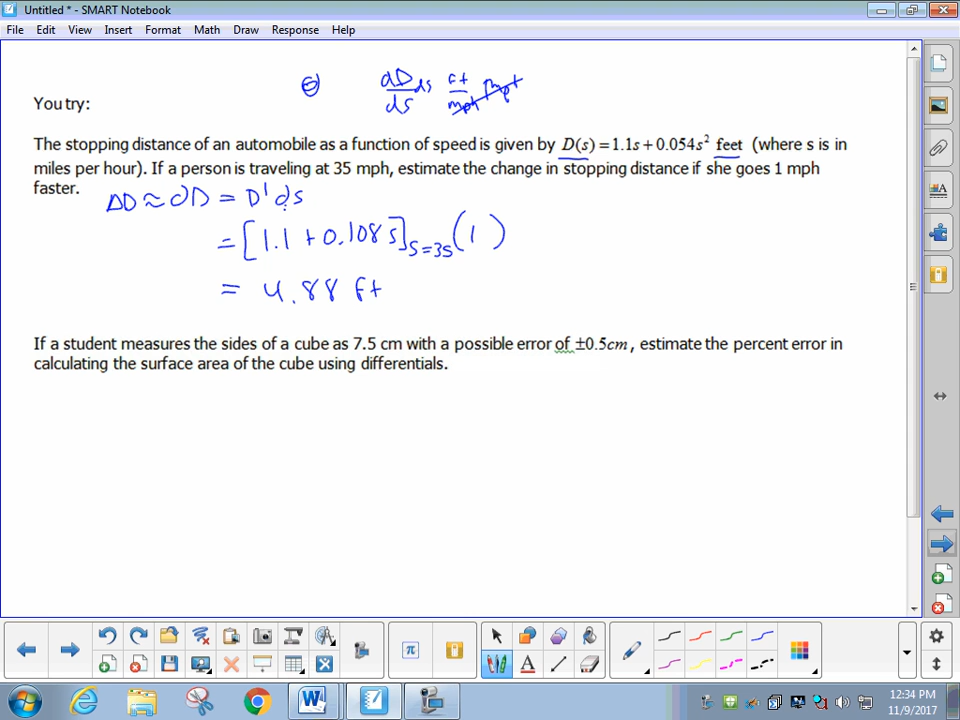 Untitled * - SMART Notebook
File Edit View Insert Format Math Draw Response Help
dD/ds ds ft/mph mph
You try:
The stopping distance of an automobile as a function of speed is given by D(s) = 1.1s + 0.054s² feet (where s is in
miles per hour). If a person is traveling at 35 mph, estimate the change in stopping distance if she goes 1 mph
faster.
ΔD ≈ dD = D' ds
= [1.1 + 0.108 s]s=35 (1)
= 4.88 ft
If a student measures the sides of a cube as 7.5 cm with a possible error of ±0.5cm, estimate the percent error in
calculating the surface area of the cube using differentials.
π
A
12:34 PM
11/9/2017